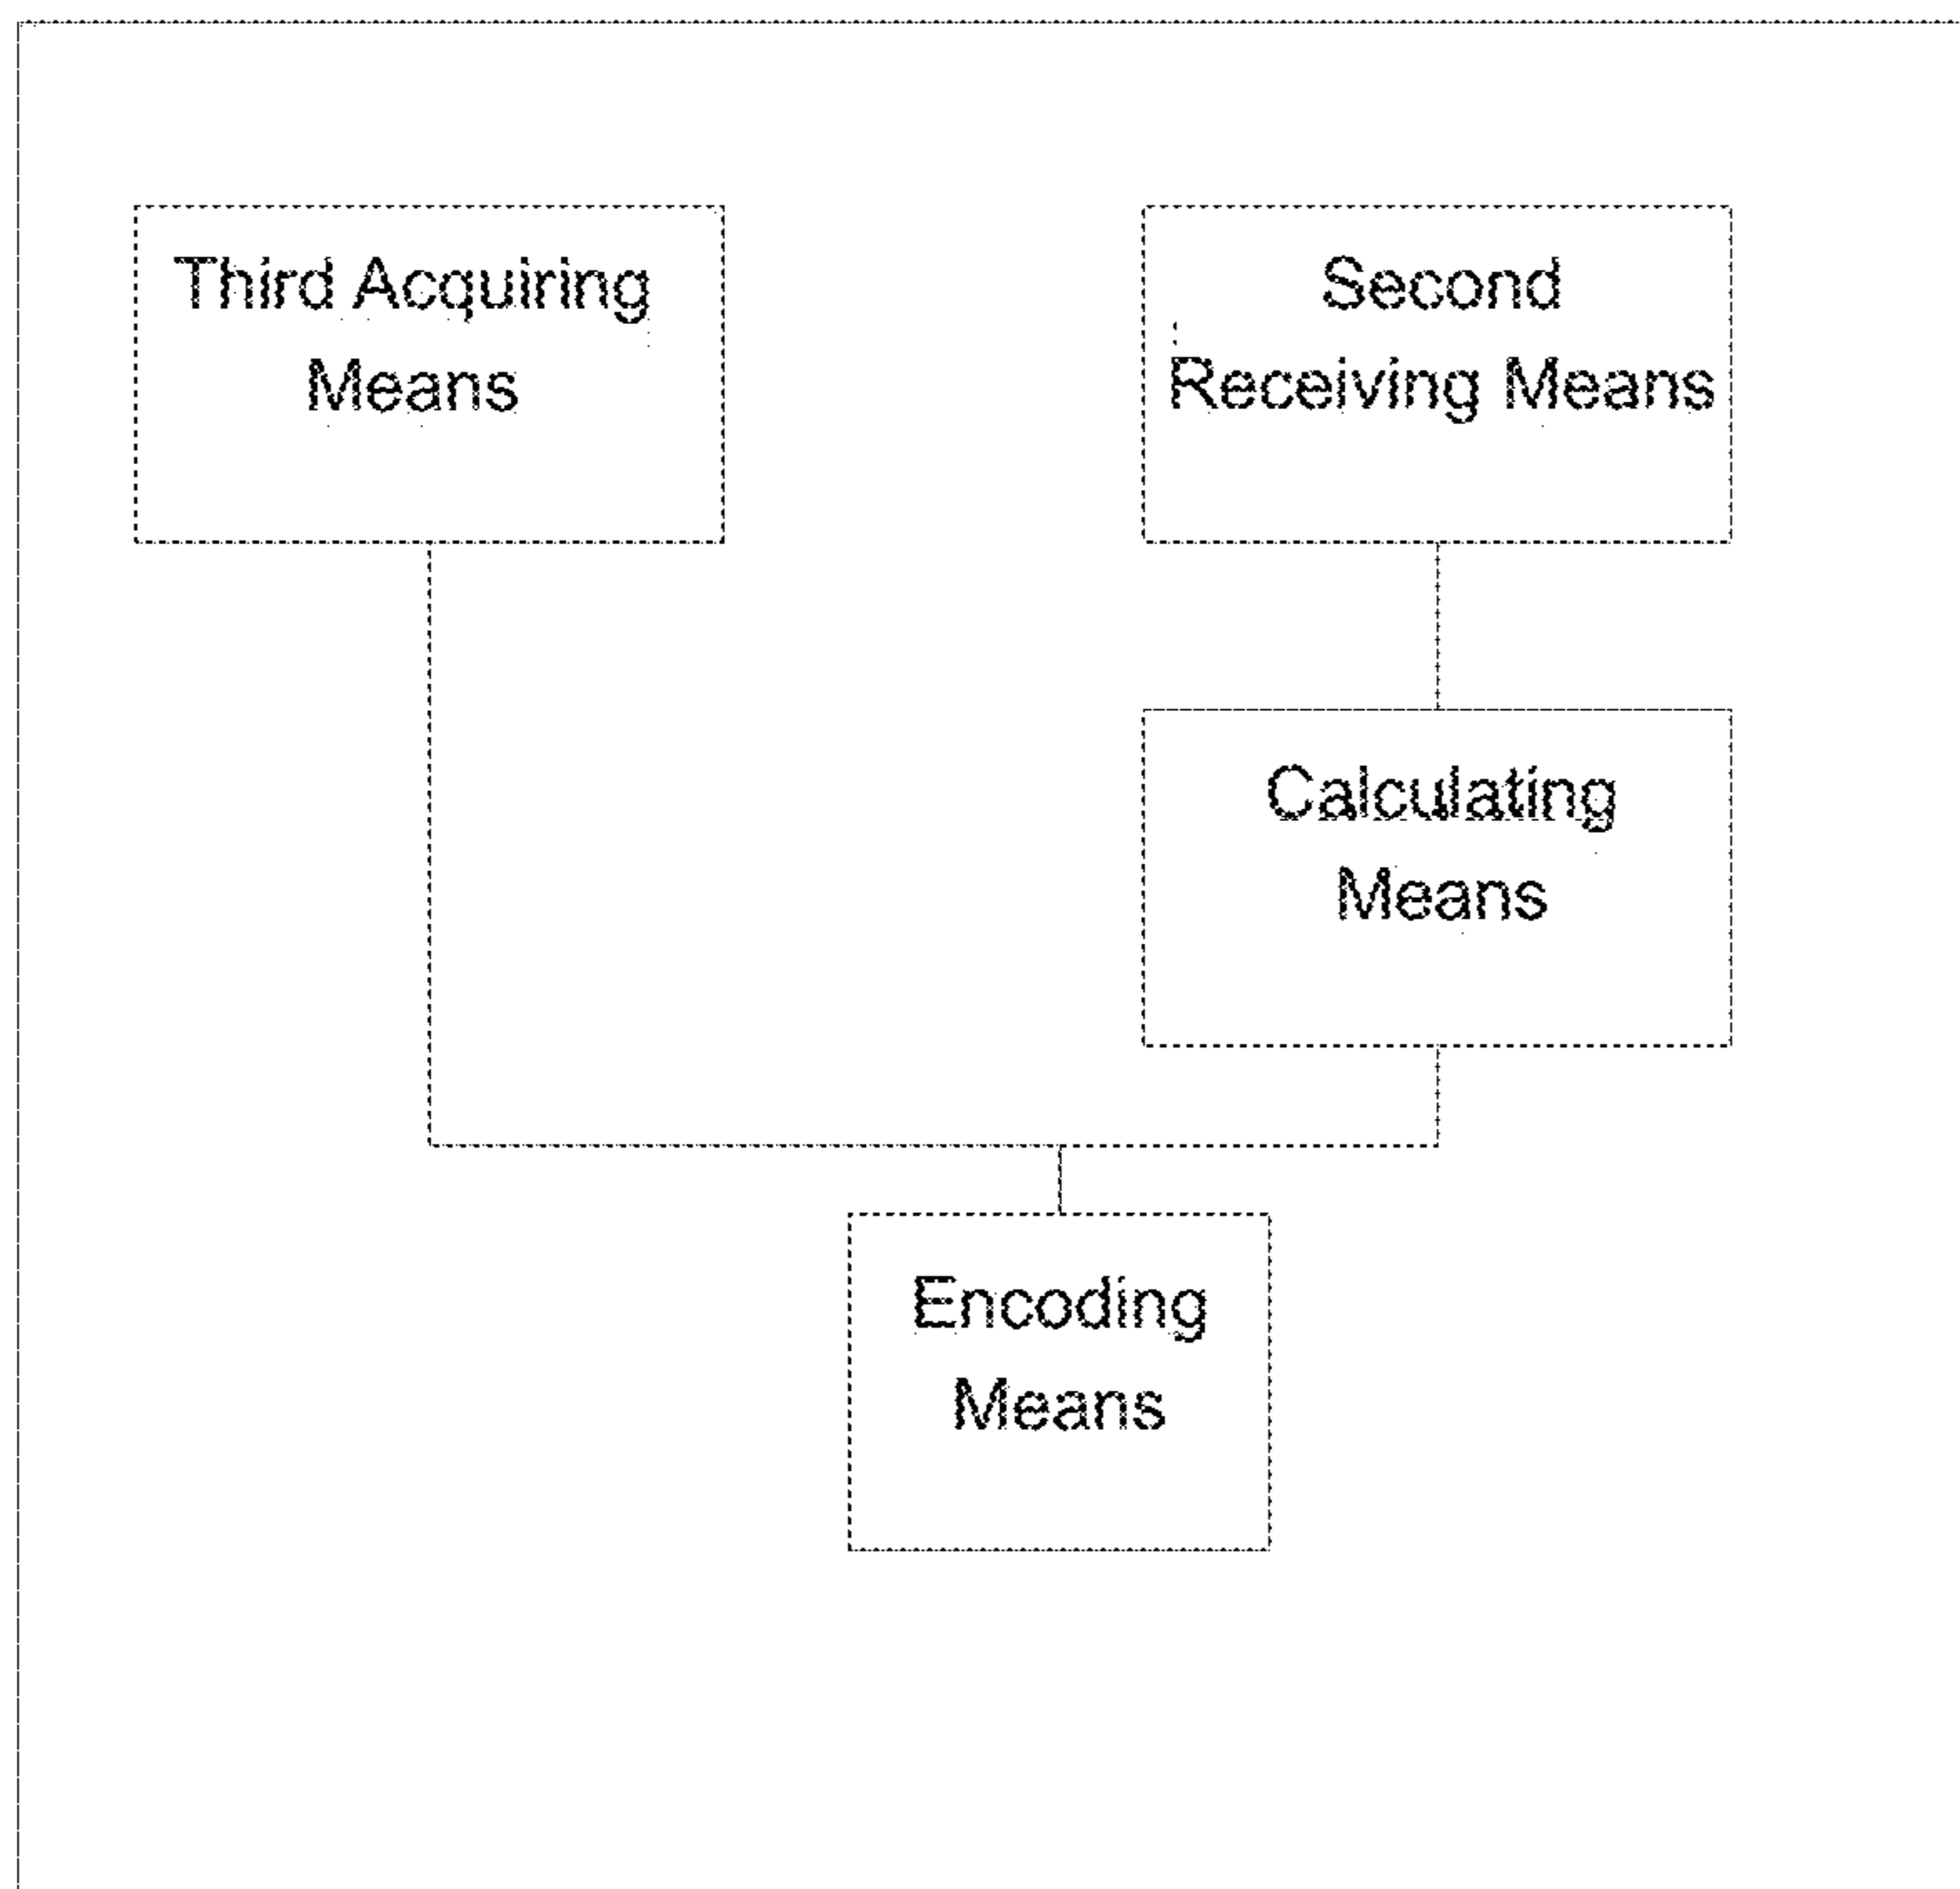 Third Acquiring
Means
Second
Receiving Means
Calculating
Means
Encoding
Means